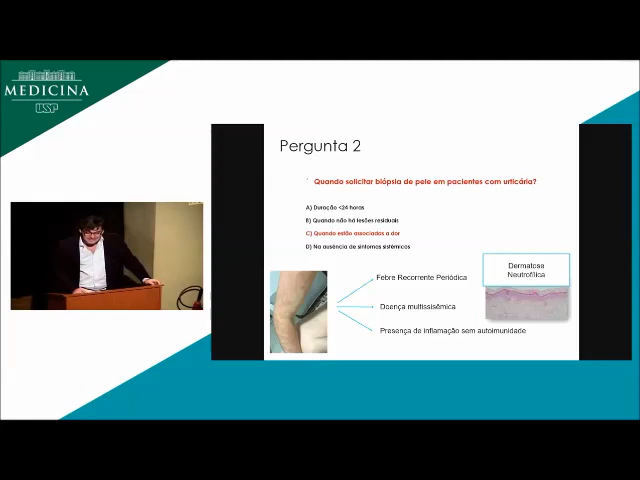 MEDICINA
USP
Pergunta 2
Quando solicitar biópsia de pele em pacientes com urticária?
A) Duração <24 horas
B) Quando não há lesões residuais
C) Quando estão associadas a dor
D) Na ausência de sintomas sistêmicos
Febre Recorrente Periódica
Doença multissisêmica
Presença de inflamação sem autoimunidade
Dermatose
Neutrofílica